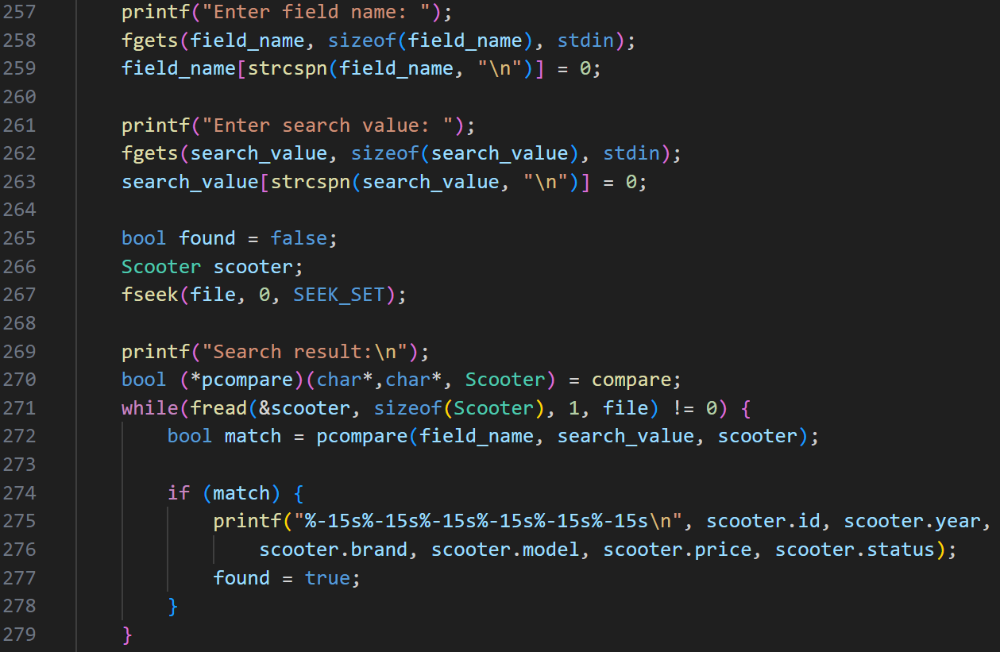 257 printf("Enter field name: ");
258 fgets(field_name, sizeof(field_name), stdin);
259 field_name[strcspn(field_name, "\n")] = 0;
260
261 printf("Enter search value: ");
262 fgets(search_value, sizeof(search_value), stdin);
263 search_value[strcspn(search_value, "\n")] = 0;
264
265 bool found = false;
266 Scooter scooter;
267 fseek(file, 0, SEEK_SET);
268
269 printf("Search result:\n");
270 bool (*pcompare)(char*,char*, Scooter) = compare;
271 while(fread(&scooter, sizeof(Scooter), 1, file) != 0) {
272 bool match = pcompare(field_name, search_value, scooter);
273
274 if (match) {
275 printf("%-15s%-15s%-15s%-15s%-15s%-15s\n", scooter.id, scooter.year,
276 scooter.brand, scooter.model, scooter.price, scooter.status);
277 found = true;
278 }
279 }